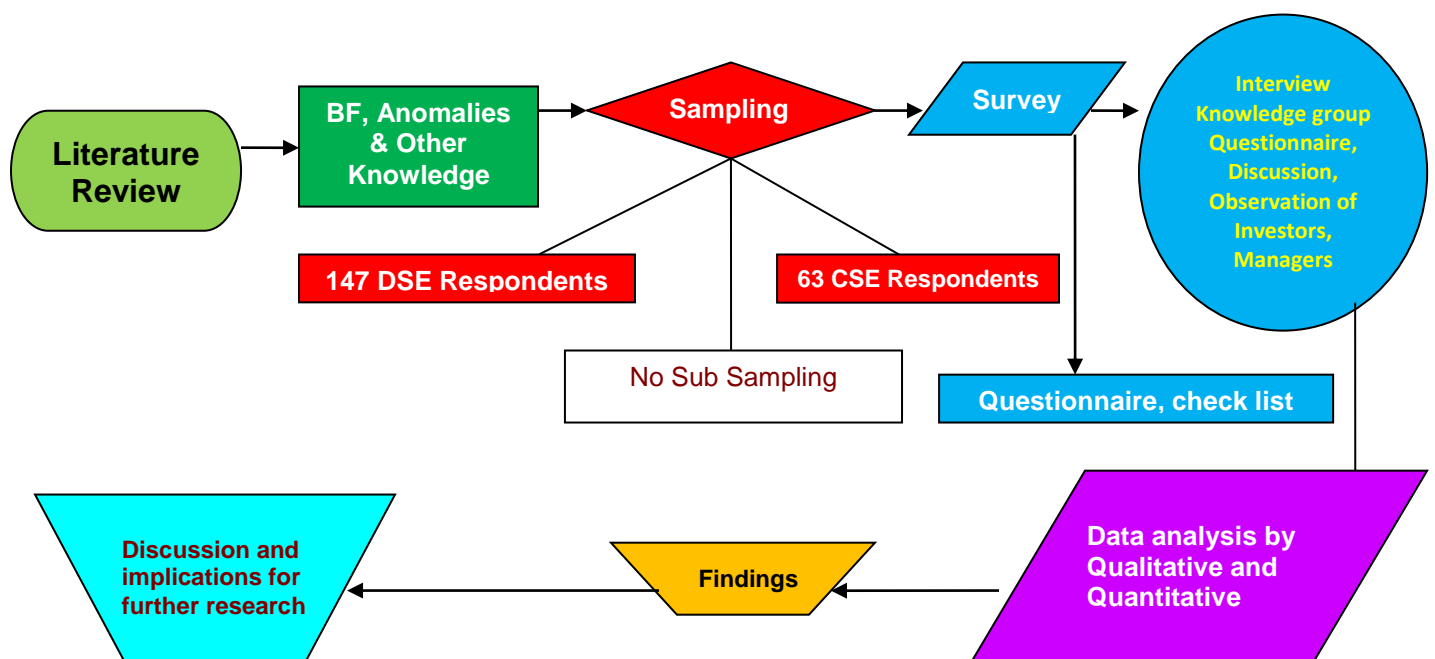 Literature
Review
BF, Anomalies
& Other
Knowledge
Sampling
Survey
Interview
Knowledge group
Questionnaire,
Discussion,
Observation of
Investors,
Managers
147 DSE Respondents
63 CSE Respondents
No Sub Sampling
Questionnaire, check list
Data analysis by
Qualitative and
Quantitative
Findings
Discussion and
implications for
further research